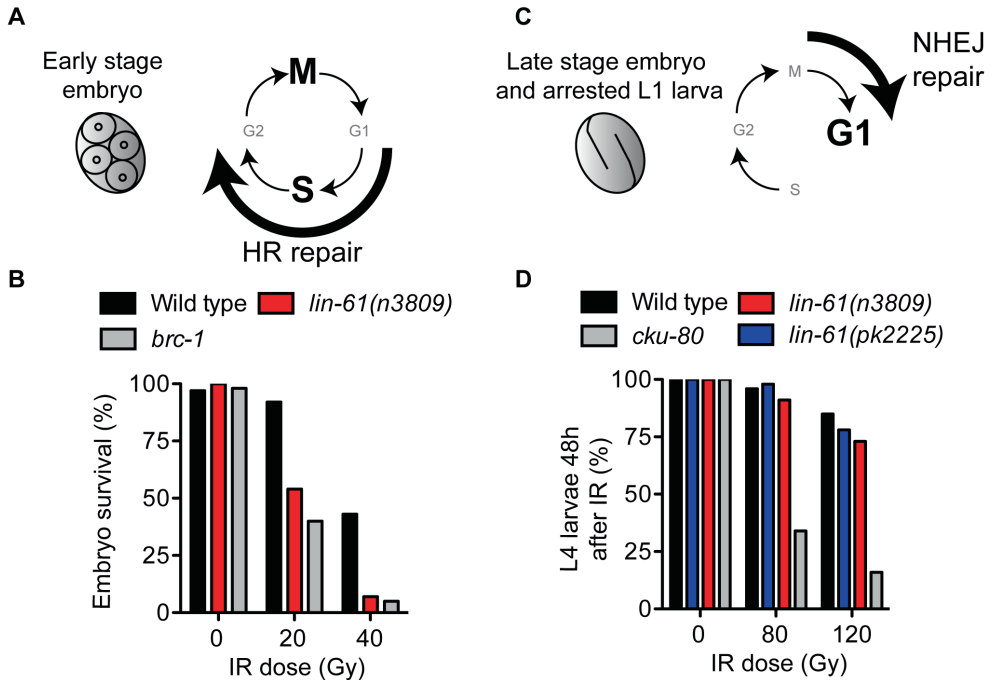 A
Early stage
embryo
M
G2
G1
S
HR repair
B
Wild type
lin-61(n3809)
brc-1
100
75
50
25
0
Embryo survival (%)
0
20
40
IR dose (Gy)
C
Late stage embryo
and arrested L1 larva
NHEJ
repair
M
G2
G1
S
D
Wild type
lin-61(n3809)
cku-80
lin-61(pk2225)
100
75
50
25
0
L4 larvae 48h
after IR (%)
0
80
120
IR dose (Gy)